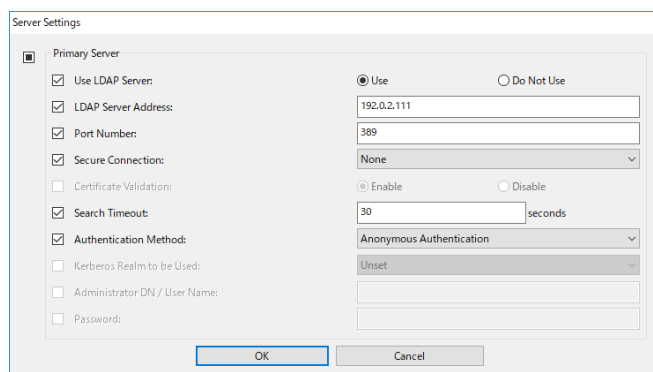 Server Settings
Primary Server
Use LDAP Server: Use Do Not Use
LDAP Server Address: 192.0.2.111
Port Number: 389
Secure Connection: None
Certificate Validation: Enable Disable
Search Timeout: 30 seconds
Authentication Method: Anonymous Authentication
Kerberos Realm to be Used: Unset
Administrator DN / User Name:
Password:
OK Cancel